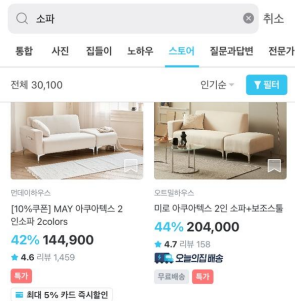 소파
취소
통합 사진 집들이 노하우 스토어 질문과답변 전문가
전체 30,100
인기순
필터
먼데이하우스
[10%쿠폰] MAY 아쿠아텍스 2
인소파 2colors
42% 144,900
4.6 리뷰 1,459
특가
최대 5% 카드 즉시할인
오트밀하우스
미로 아쿠아텍스 2인 소파+보조스툴
44% 204,000
4.7 리뷰 158
오늘의집배송
무료배송 특가